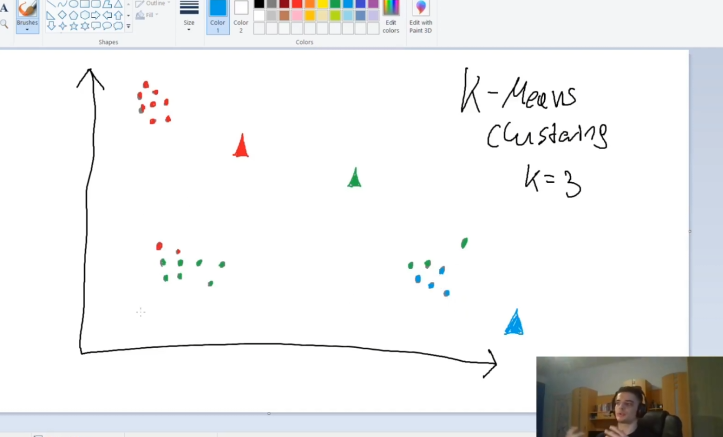 A
Brushes
Outline
Fill
Shapes
Size
Color
1
Color
2
Colors
Edit
colors
Edit with
Paint 3D
K-Means
Clustering
K=3